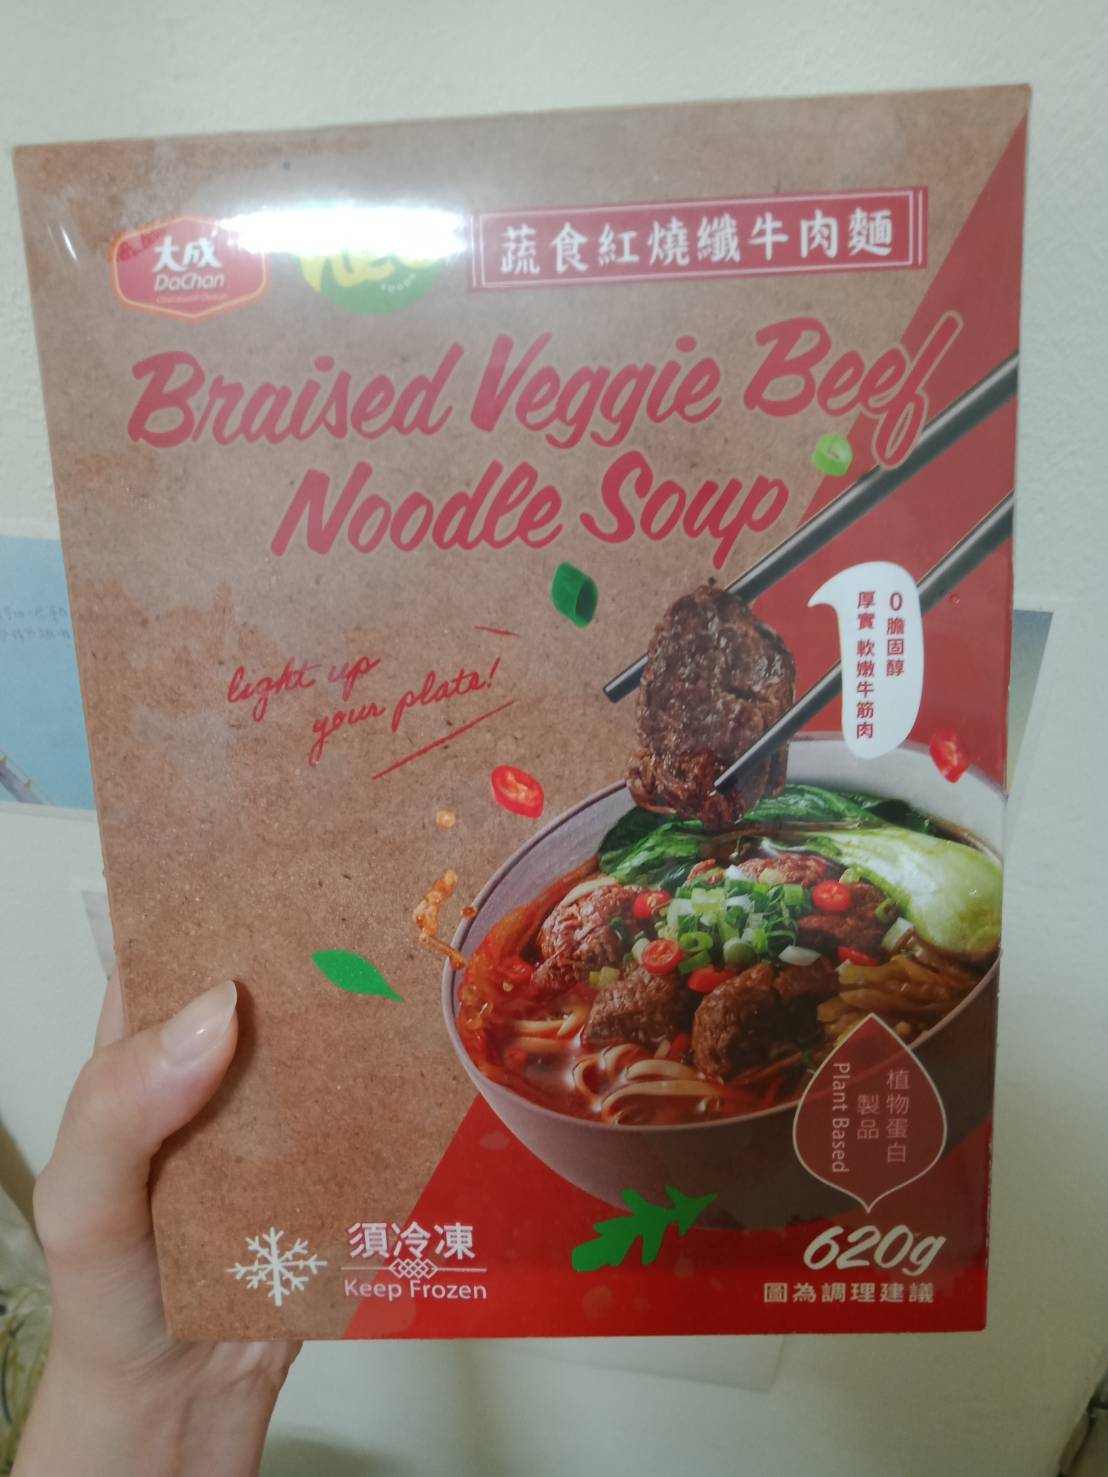 大成
DaChan
蔬食紅燒纖牛肉麵
Braised Veggie Beef
Noodle Soup
light up
your plate!
0膽固醇
厚實 軟嫩牛筋肉
植物蛋白
製品
Plant Based
須冷凍
Keep Frozen
620g
圖為調理建議